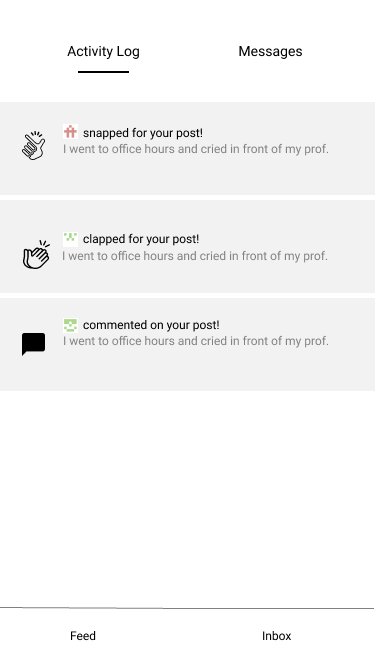 Activity Log
Messages
snapped for your post!
I went to office hours and cried in front of my prof.
clapped for your post!
I went to office hours and cried in front of my prof.
commented on your post!
I went to office hours and cried in front of my prof.
Feed
Inbox